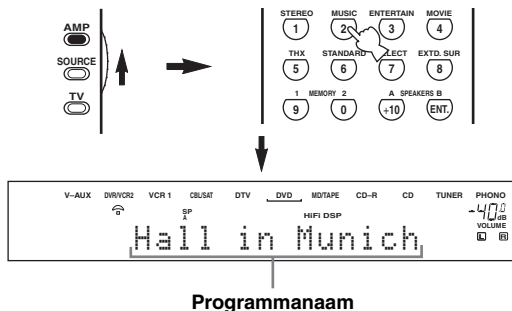 AMP
SOURCE
TV
STEREO MUSIC ENTERTAIN MOVIE
1 2 3 4
THX STANDARD SELECT EXTD. SUR
5 6 7 8
1 MEMORY 2 A SPEAKERS B
9 0 +10 ENT.
V–AUX DVR/VCR2 VCR 1 CBL/SAT DTV DVD MD/TAPE CD–R CD TUNER PHONO
SP
A
HiFi DSP
-40.0 dB
VOLUME
L R
Hall in Munich
Programmanaam